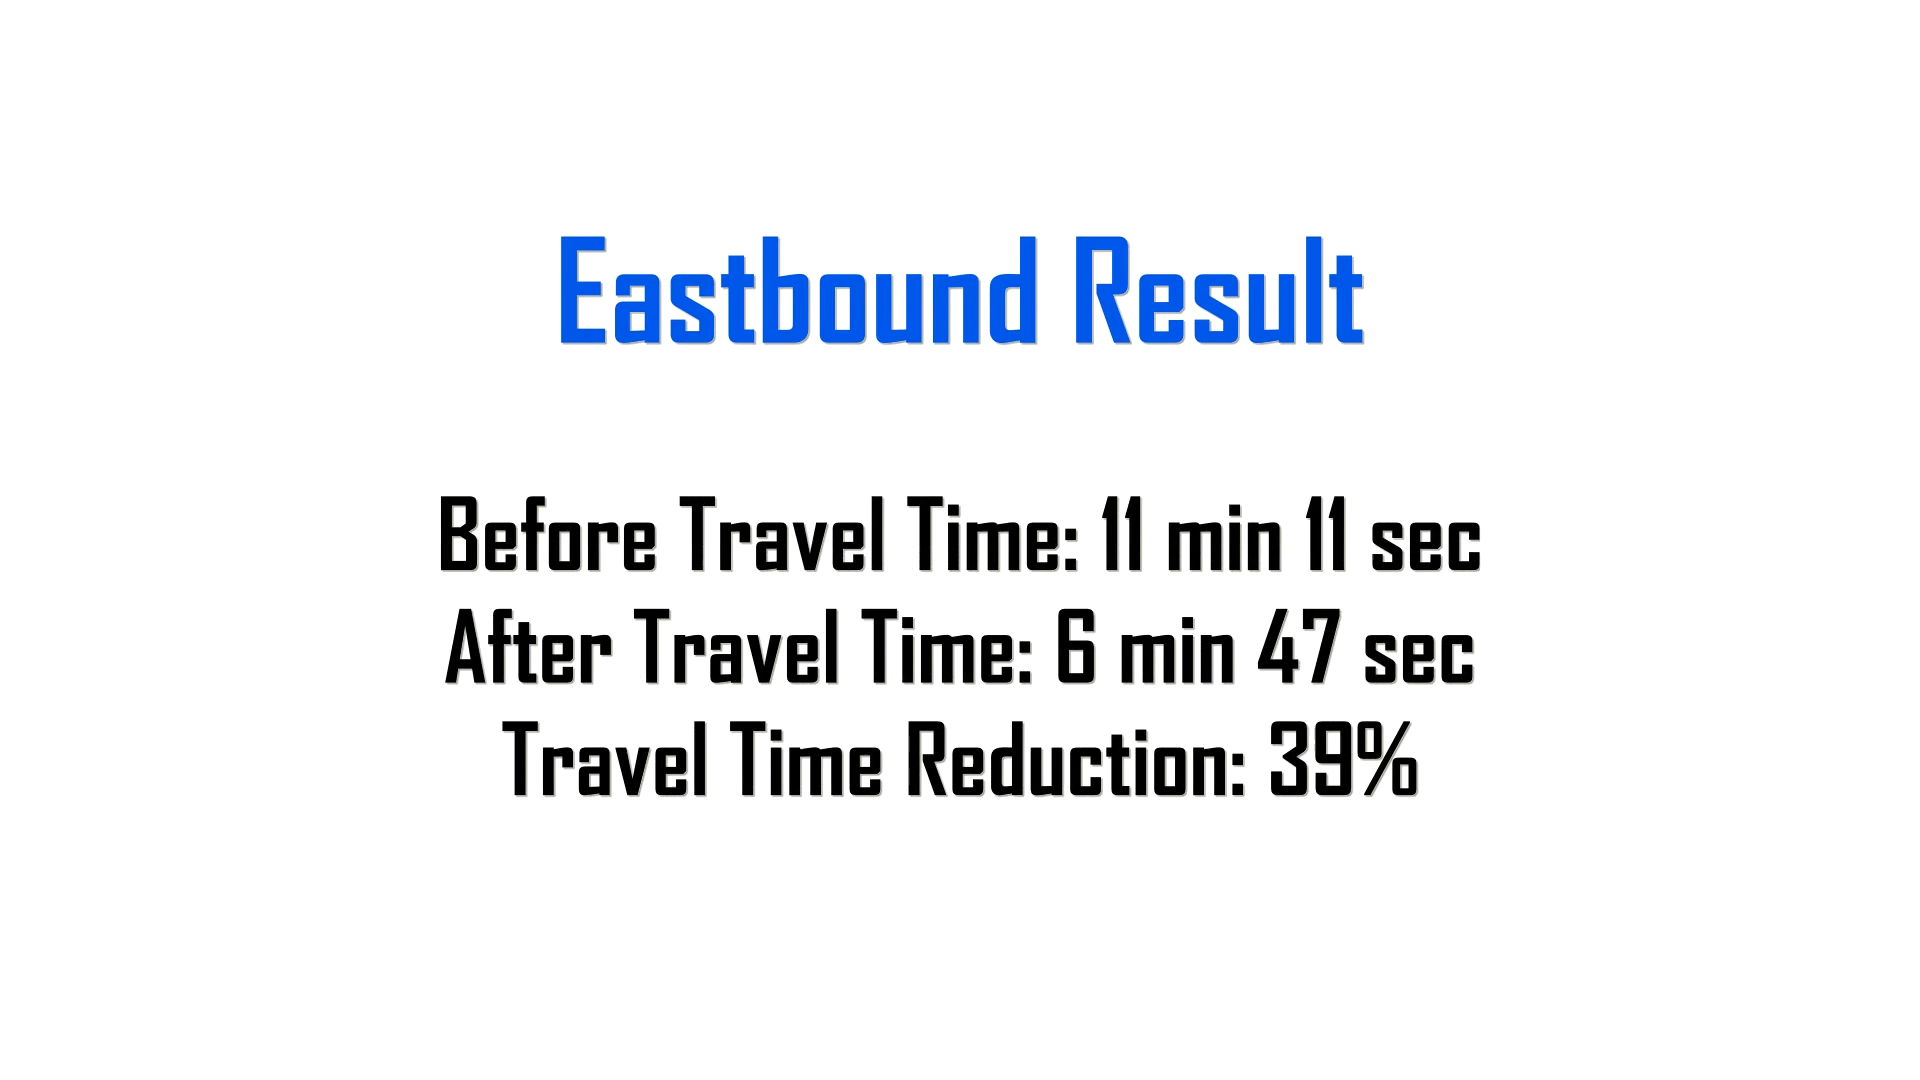 Eastbound Result
Before Travel Time: 11 min 11 sec
After Travel Time: 6 min 47 sec
Travel Time Reduction: 39%